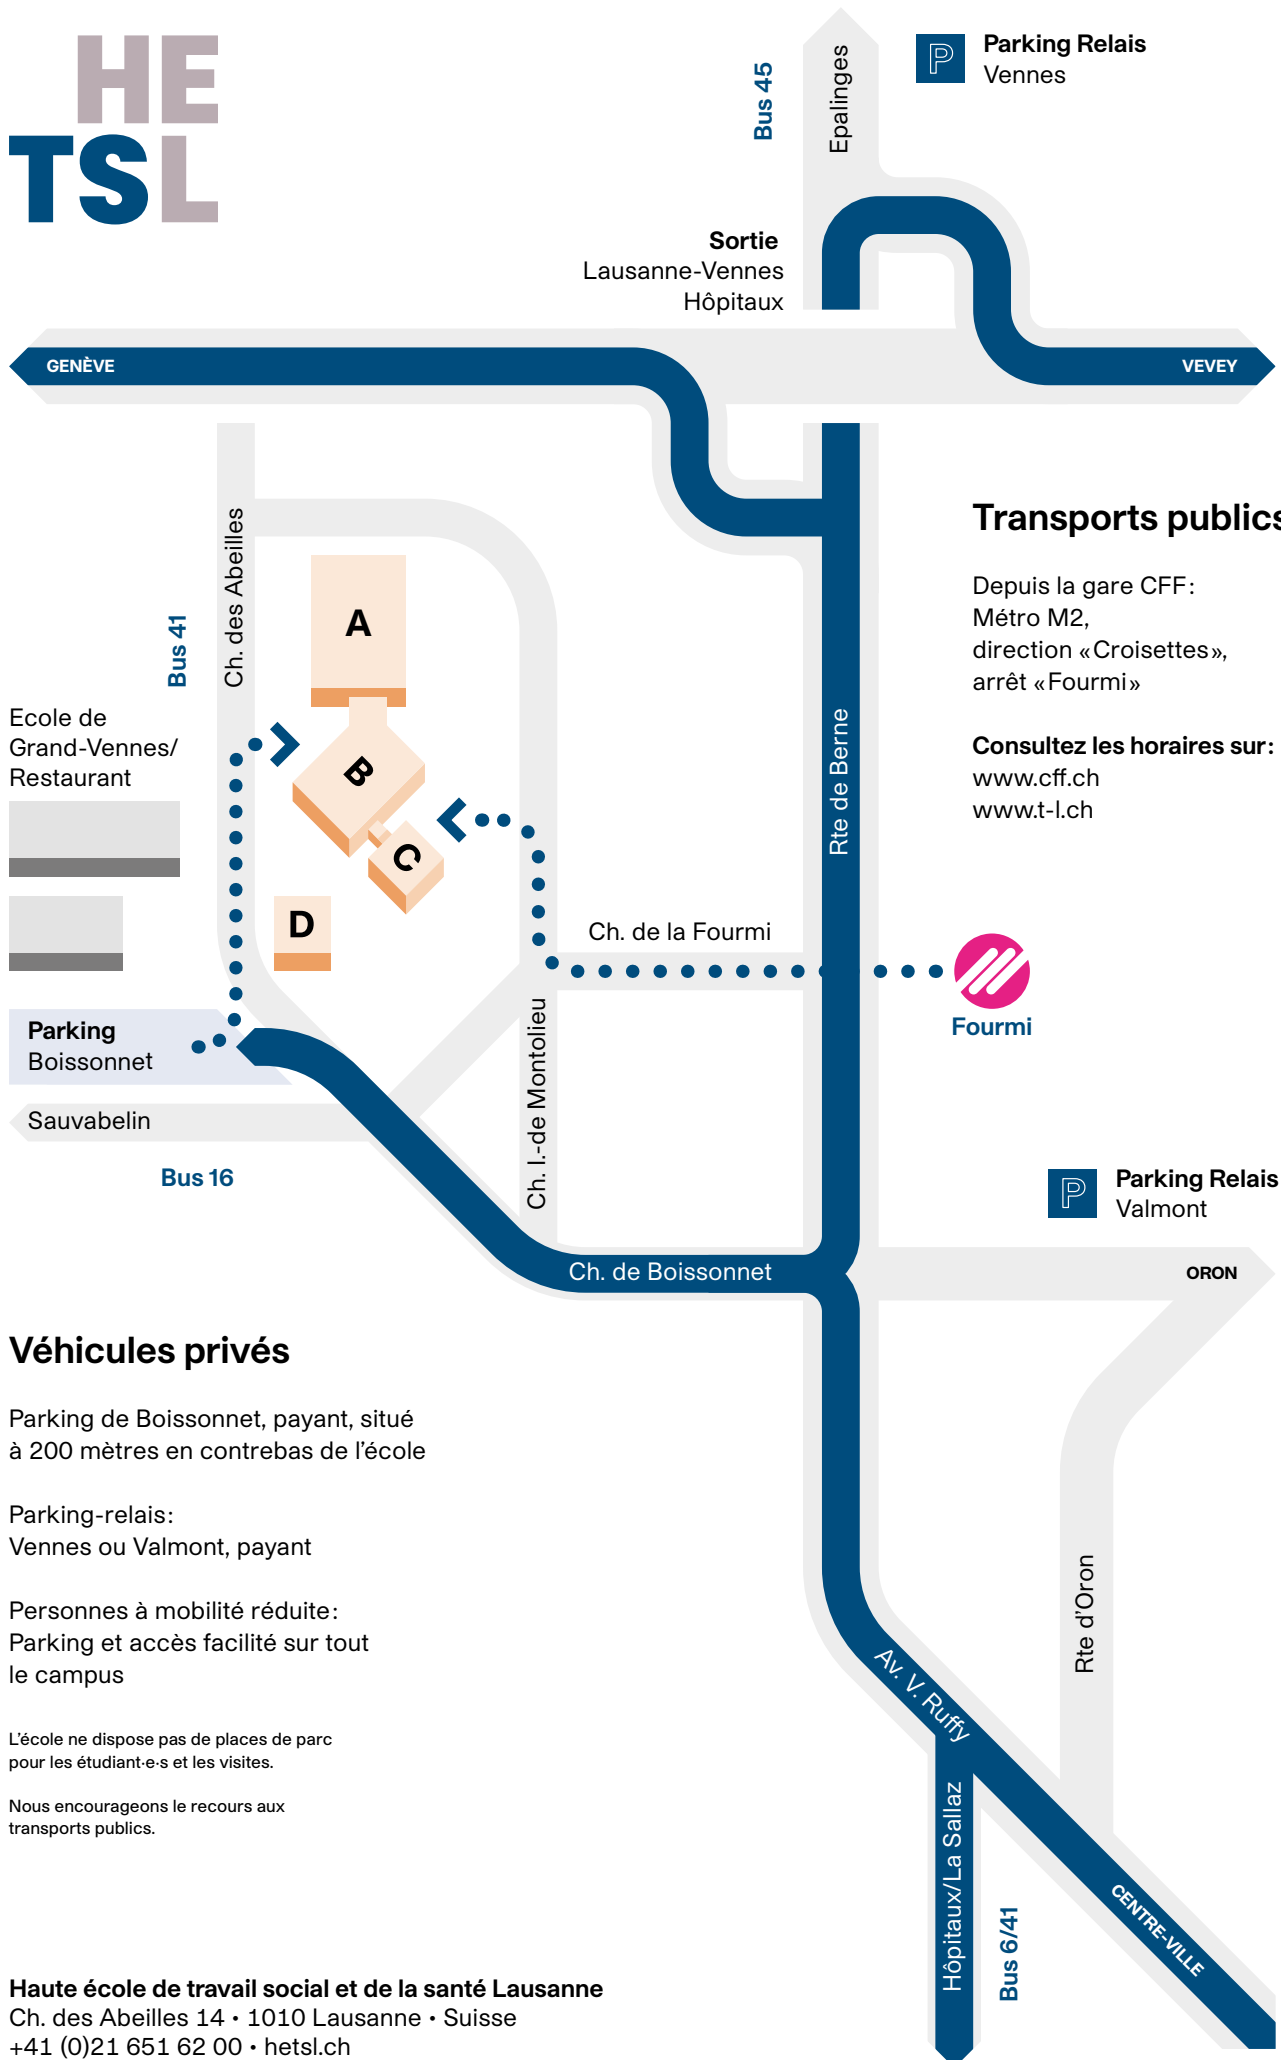 HE
TSL
Bus 45
Epalinges
P
Parking Relais
Vennes
Sortie
Lausanne-Vennes
Hôpitaux
GENÈVE
VEVEY
Transports publics
Depuis la gare CFF:
Métro M2,
direction «Croisettes»,
arrêt «Fourmi»
Consultez les horaires sur:
www.cff.ch
www.t-l.ch
Bus 41
Ch. des Abeilles
A
B
C
D
Ecole de
Grand-Vennes/
Restaurant
Rte de Berne
Ch. de la Fourmi
Fourmi
Parking
Boissonnet
Sauvabelin
Bus 16
Ch. I.-de Montolieu
P
Parking Relais
Valmont
Ch. de Boissonnet
ORON
Véhicules privés
Parking de Boissonnet, payant, situé
à 200 mètres en contrebas de l'école
Parking-relais:
Vennes ou Valmont, payant
Personnes à mobilité réduite:
Parking et accès facilité sur tout
le campus
L'école ne dispose pas de places de parc
pour les étudiant·e·s et les visites.
Nous encourageons le recours aux
transports publics.
Rte d'Oron
Av. V. Ruffy
Hôpitaux/La Sallaz
Bus 6/41
CENTRE-VILLE
Haute école de travail social et de la santé Lausanne
Ch. des Abeilles 14 • 1010 Lausanne • Suisse
+41 (0)21 651 62 00 • hetsl.ch